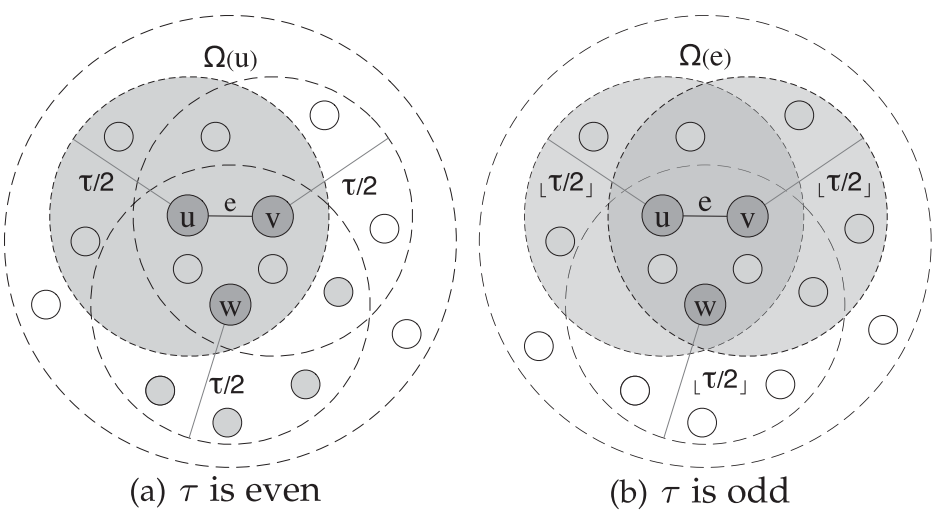 Ω(u)
τ/2
τ/2
u e v
w
τ/2
(a) τ is even
Ω(e)
⌊τ/2⌋
⌊τ/2⌋
u e v
w
⌊τ/2⌋
(b) τ is odd